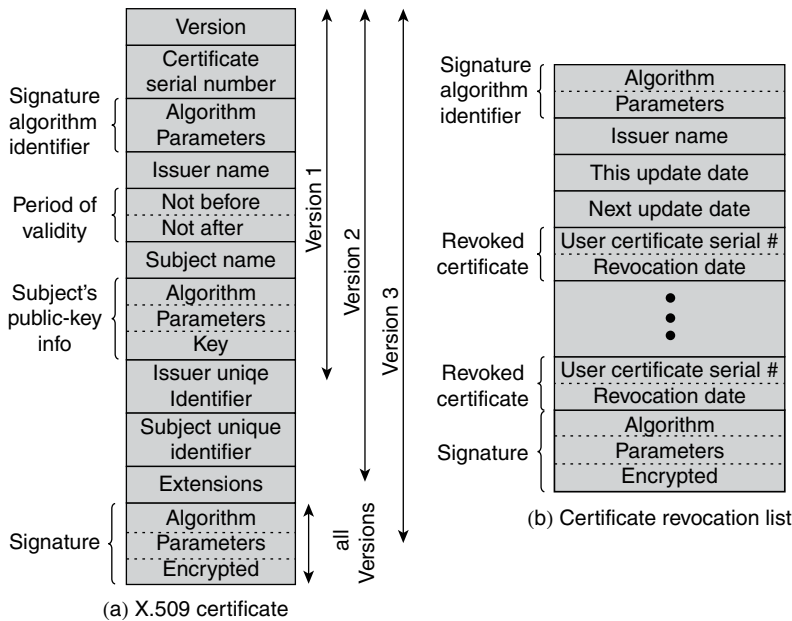 Version
Certificate
serial number
Signature
algorithm
identifier
Algorithm
Parameters
Issuer name
Period of
validity
Not before
Not after
Subject name
Subject's
public-key
info
Algorithm
Parameters
Key
Issuer uniqe
Identifier
Subject unique
identifier
Extensions
Signature
Algorithm
Parameters
Encrypted
Version 1
Version 2
Version 3
all
Versions
(a) X.509 certificate
Signature
algorithm
identifier
Algorithm
Parameters
Issuer name
This update date
Next update date
Revoked
certificate
User certificate serial #
Revocation date
Revoked
certificate
User certificate serial #
Revocation date
Signature
Algorithm
Parameters
Encrypted
(b) Certificate revocation list